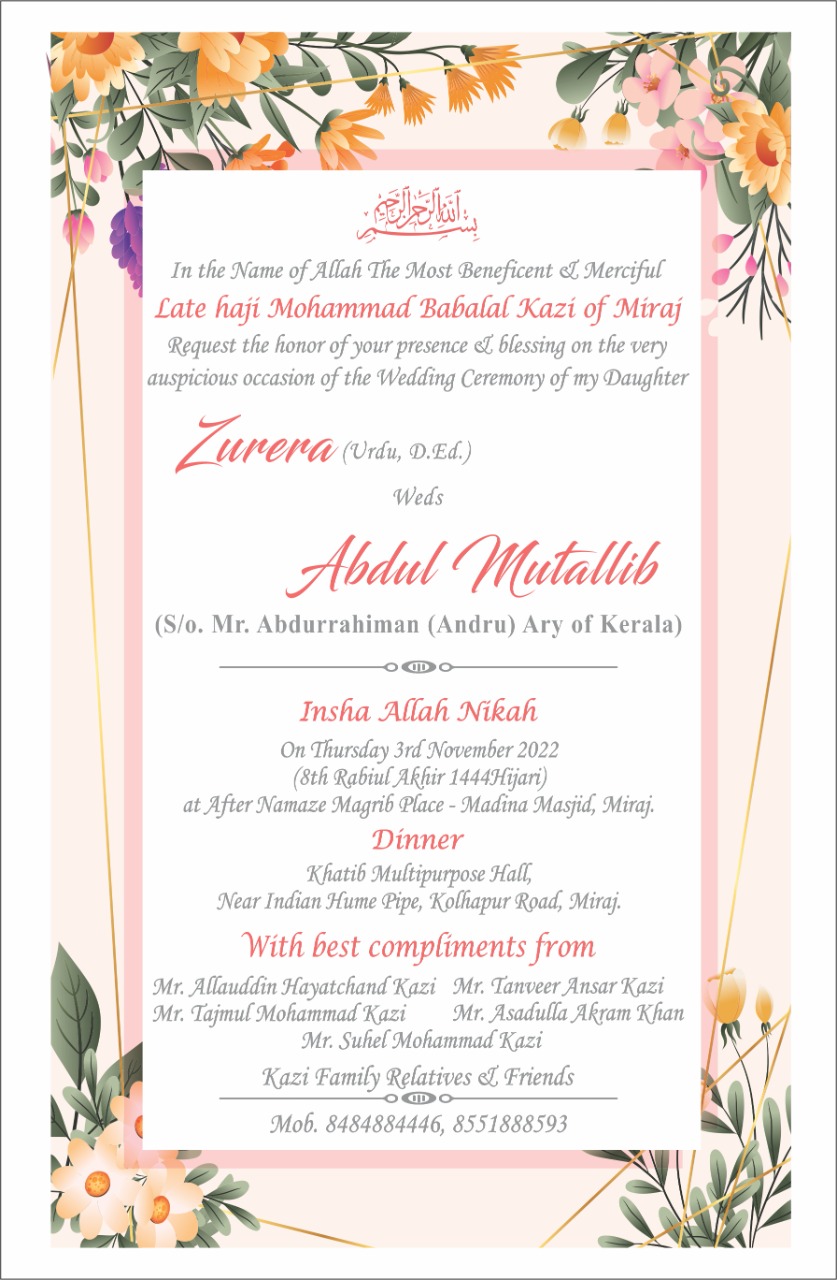 بسم الله الرحمن الرحيم
In the Name of Allah The Most Beneficent & Merciful
Late haji Mohammad Babalal Kazi of Miraj
Request the honor of your presence & blessing on the very
auspicious occasion of the Wedding Ceremony of my Daughter
Zurera (Urdu, D.Ed.)
Weds
Abdul Mutallib
(S/o. Mr. Abdurrahiman (Andru) Ary of Kerala)
Insha Allah Nikah
On Thursday 3rd November 2022
(8th Rabiul Akhir 1444Hijari)
at After Namaze Magrib Place - Madina Masjid, Miraj.
Dinner
Khatib Multipurpose Hall,
Near Indian Hume Pipe, Kolhapur Road, Miraj.
With best compliments from
Mr. Allauddin Hayatchand Kazi Mr. Tanveer Ansar Kazi
Mr. Tajmul Mohammad Kazi Mr. Asadulla Akram Khan
Mr. Suhel Mohammad Kazi
Kazi Family Relatives & Friends
Mob. 8484884446, 8551888593